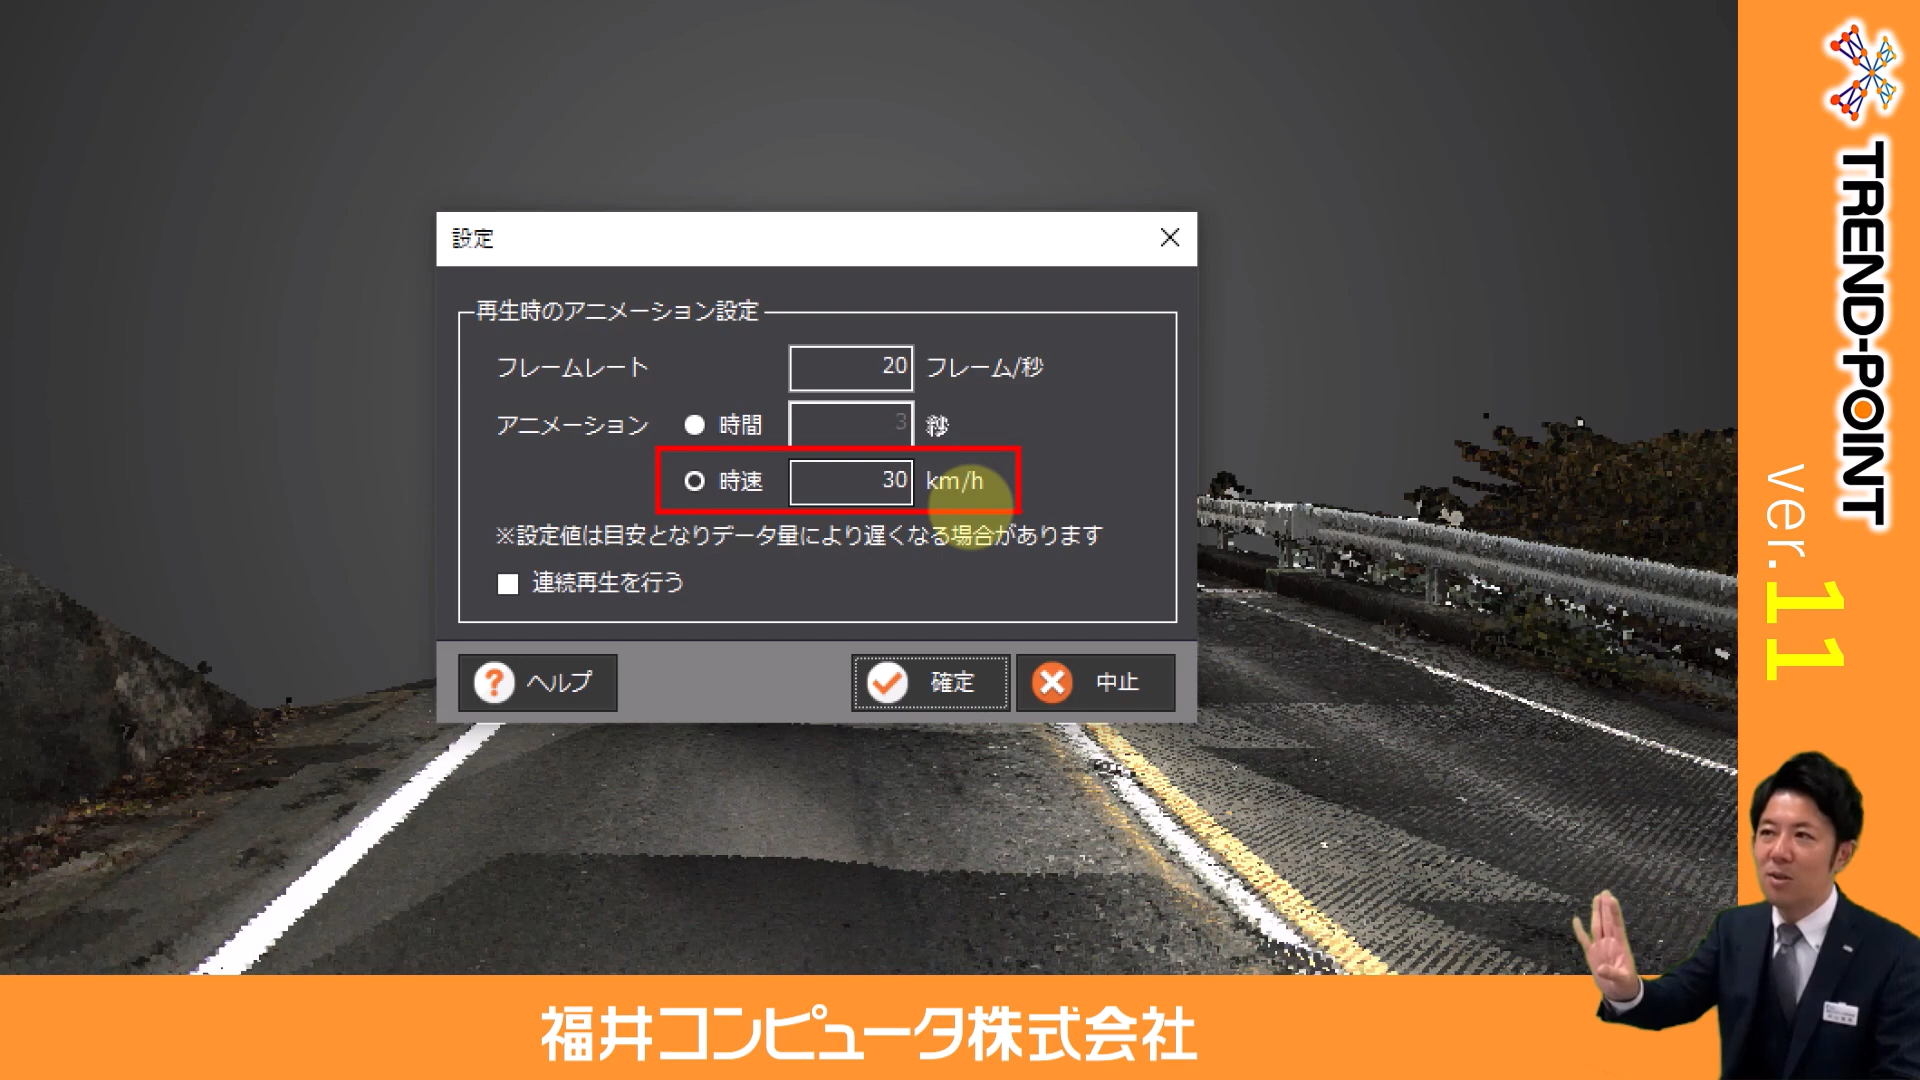 設定
再生時のアニメーション設定
フレームレート 20 フレーム/秒
アニメーション 時間 3 秒
時速 30 km/h
※設定値は目安となりデータ量により遅くなる場合があります
連続再生を行う
ヘルプ
確定
中止
TREND-POINT
ver.11
福井コンピュータ株式会社